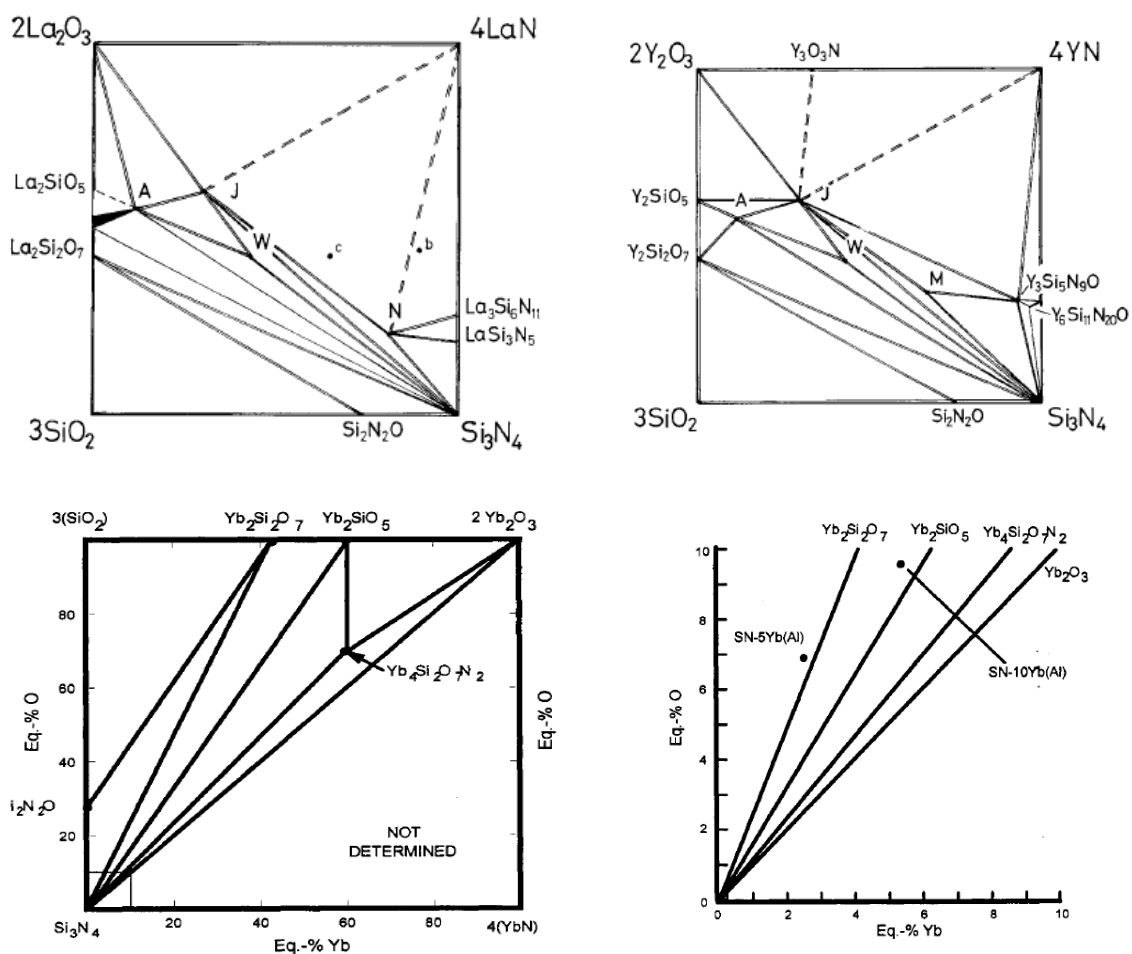 2La₂O₃
4LaN
La₂SiO₅
A
J
La₂Si₂O₇
W
c
b
N
La₃Si₆N₁₁
LaSi₃N₅
3SiO₂
Si₂N₂O
Si₃N₄
2Y₂O₃
Y₃O₃N
4YN
Y₂SiO₅
A
J
Y₂Si₂O₇
W
M
Y₃Si₅N₉O
Y₆Si₁₁N₂₀O
3SiO₂
Si₂N₂O
Si₃N₄
3(SiO₂)
Yb₂Si₂O₇
Yb₂SiO₅
2 Yb₂O₃
80
60
40
20
Eq.-% O
Yb₄Si₂O₇N₂
Eq.-% O
i₂N₂O
NOT
DETERMINED
Si₃N₄
20
40
60
80
4(YbN)
Eq.-% Yb
Yb₂Si₂O₇
Yb₂SiO₅
Yb₄Si₂O₇N₂
Yb₂O₃
10
8
6
4
2
0
Eq.-% O
SN-5Yb(Al)
SN-10Yb(Al)
0
2
4
6
8
10
Eq.-% Yb